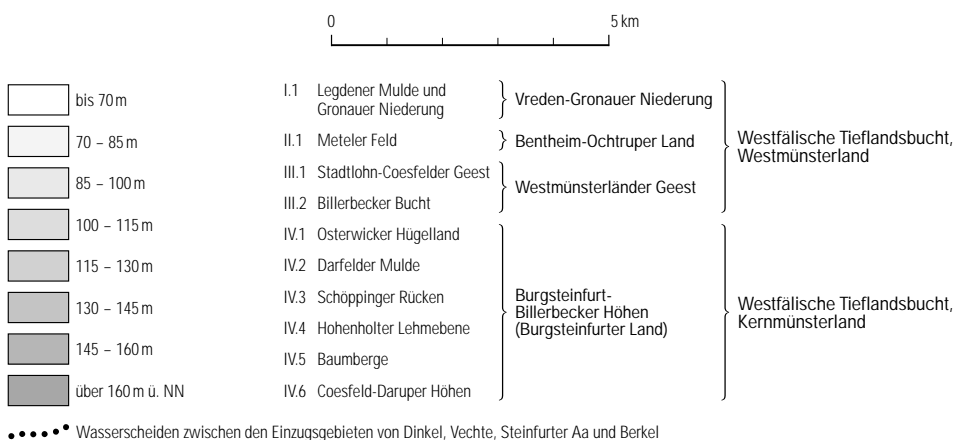 0 5 km
bis 70 m
70 – 85 m
85 – 100 m
100 – 115 m
115 – 130 m
130 – 145 m
145 – 160 m
über 160 m ü. NN
I.1 Legdener Mulde und
Gronauer Niederung
II.1 Meteler Feld
III.1 Stadtlohn-Coesfelder Geest
III.2 Billerbecker Bucht
IV.1 Osterwicker Hügelland
IV.2 Darfelder Mulde
IV.3 Schöppinger Rücken
IV.4 Hohenholter Lehmebene
IV.5 Baumberge
IV.6 Coesfeld-Daruper Höhen
Vreden-Gronauer Niederung
Bentheim-Ochtruper Land
Westmünsterländer Geest
Burgsteinfurt-
Billerbecker Höhen
(Burgsteinfurter Land)
Westfälische Tieflandsbucht,
Westmünsterland
Westfälische Tieflandsbucht,
Kernmünsterland
Wasserscheiden zwischen den Einzugsgebieten von Dinkel, Vechte, Steinfurter Aa und Berkel